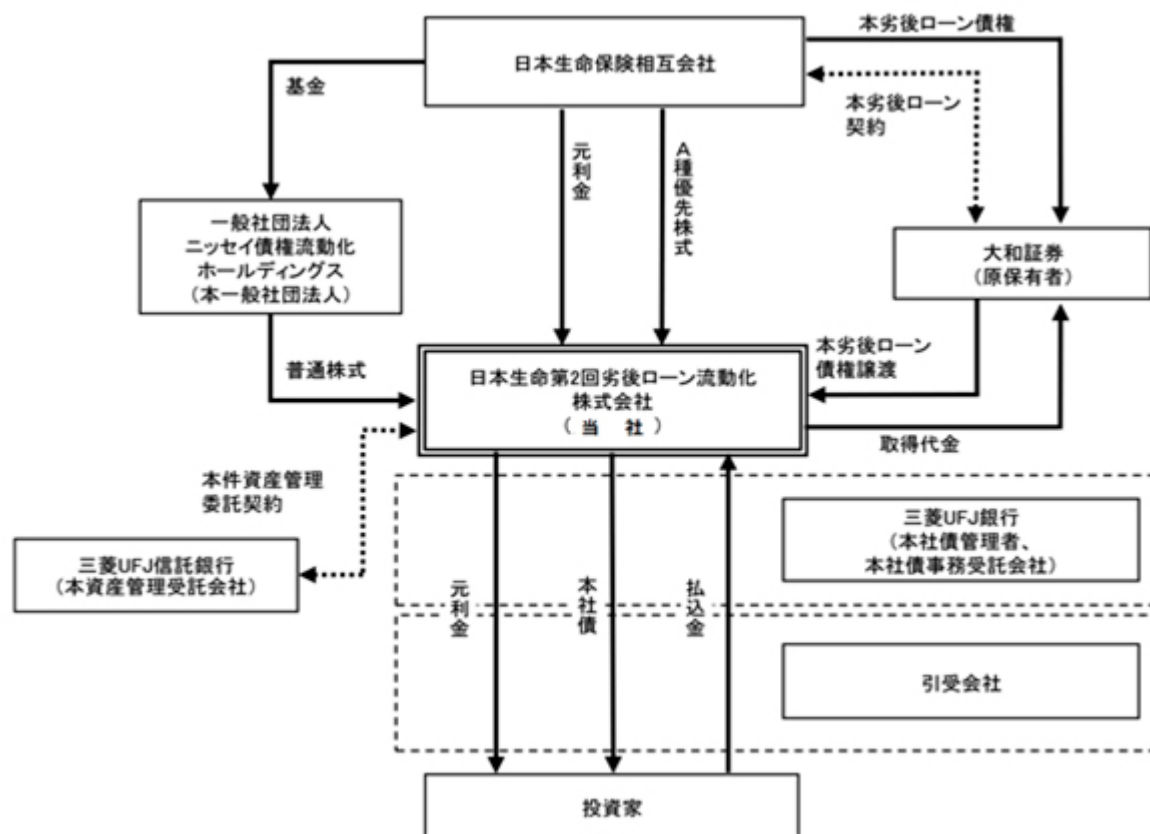 日本生命保険相互会社
本劣後ローン債権
基金
本劣後ローン
契約
元利金
A種優先株式
一般社団法人
ニッセイ債権流動化
ホールディングス
(本一般社団法人)
大和証券
(原保有者)
普通株式
日本生命第2回劣後ローン流動化
株式会社
(当 社)
本劣後ローン
債権譲渡
取得代金
本件資産管理
委託契約
三菱UFJ信託銀行
(本資産管理受託会社)
三菱UFJ銀行
(本社債管理者、
本社債事務受託会社)
元利金
本社債
払込金
引受会社
投資家